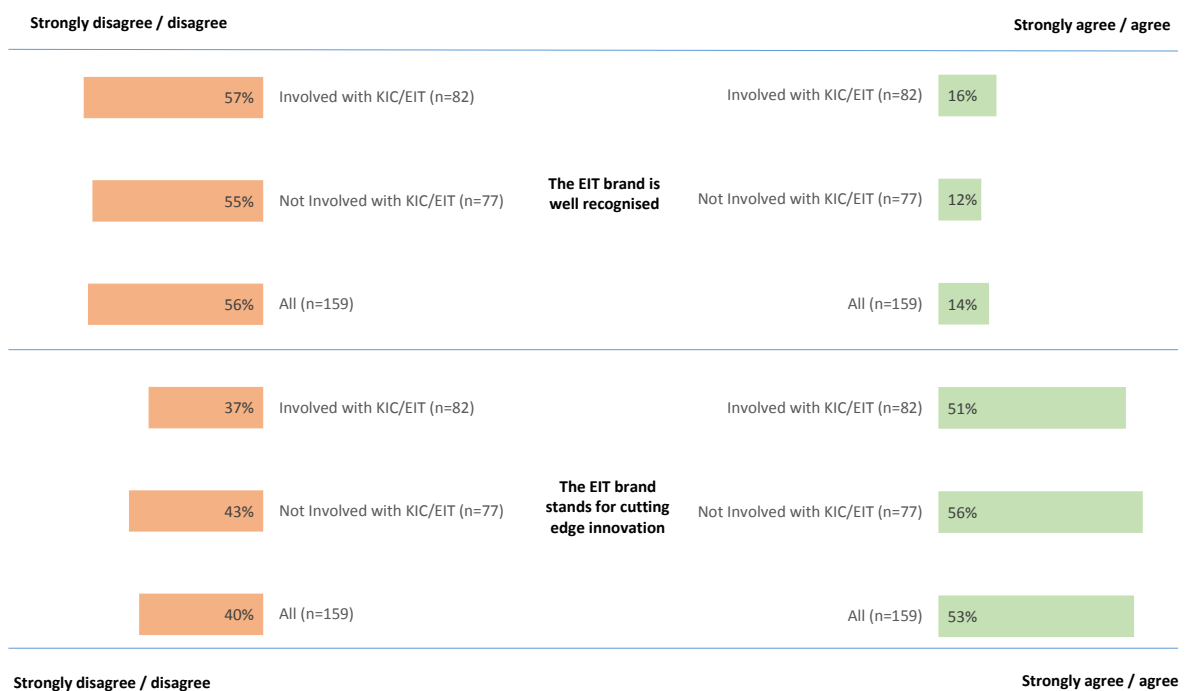 Strongly disagree / disagree
Strongly agree / agree
57% Involved with KIC/EIT (n=82)
Involved with KIC/EIT (n=82) 16%
55% Not Involved with KIC/EIT (n=77)
The EIT brand is
well recognised
Not Involved with KIC/EIT (n=77) 12%
56% All (n=159)
All (n=159) 14%
37% Involved with KIC/EIT (n=82)
Involved with KIC/EIT (n=82) 51%
43% Not Involved with KIC/EIT (n=77)
The EIT brand
stands for cutting
edge innovation
Not Involved with KIC/EIT (n=77) 56%
40% All (n=159)
All (n=159) 53%
Strongly disagree / disagree
Strongly agree / agree